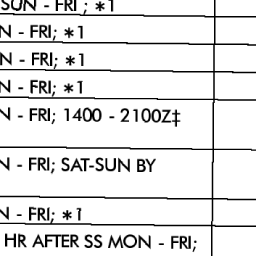 SUN - FRI ; *1
N - FRI; *1
N - FRI; *1
N - FRI; *1
N - FRI; 1400 - 2100Z‡
N - FRI; SAT-SUN BY
N - FRI; *1
HR AFTER SS MON - FRI;